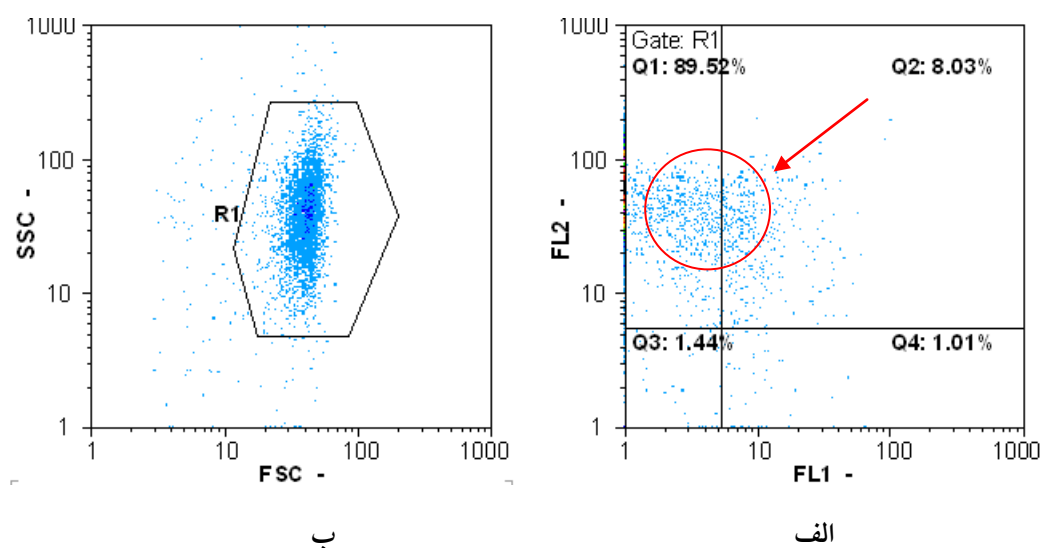 1000
100
10
1
SSC -
R1
1
10
100
1000
FSC -
ب
1000
100
10
1
FL2 -
Gate: R1
Q1: 89.52%
Q2: 8.03%
Q3: 1.44%
Q4: 1.01%
1
10
100
1000
FL1 -
الف